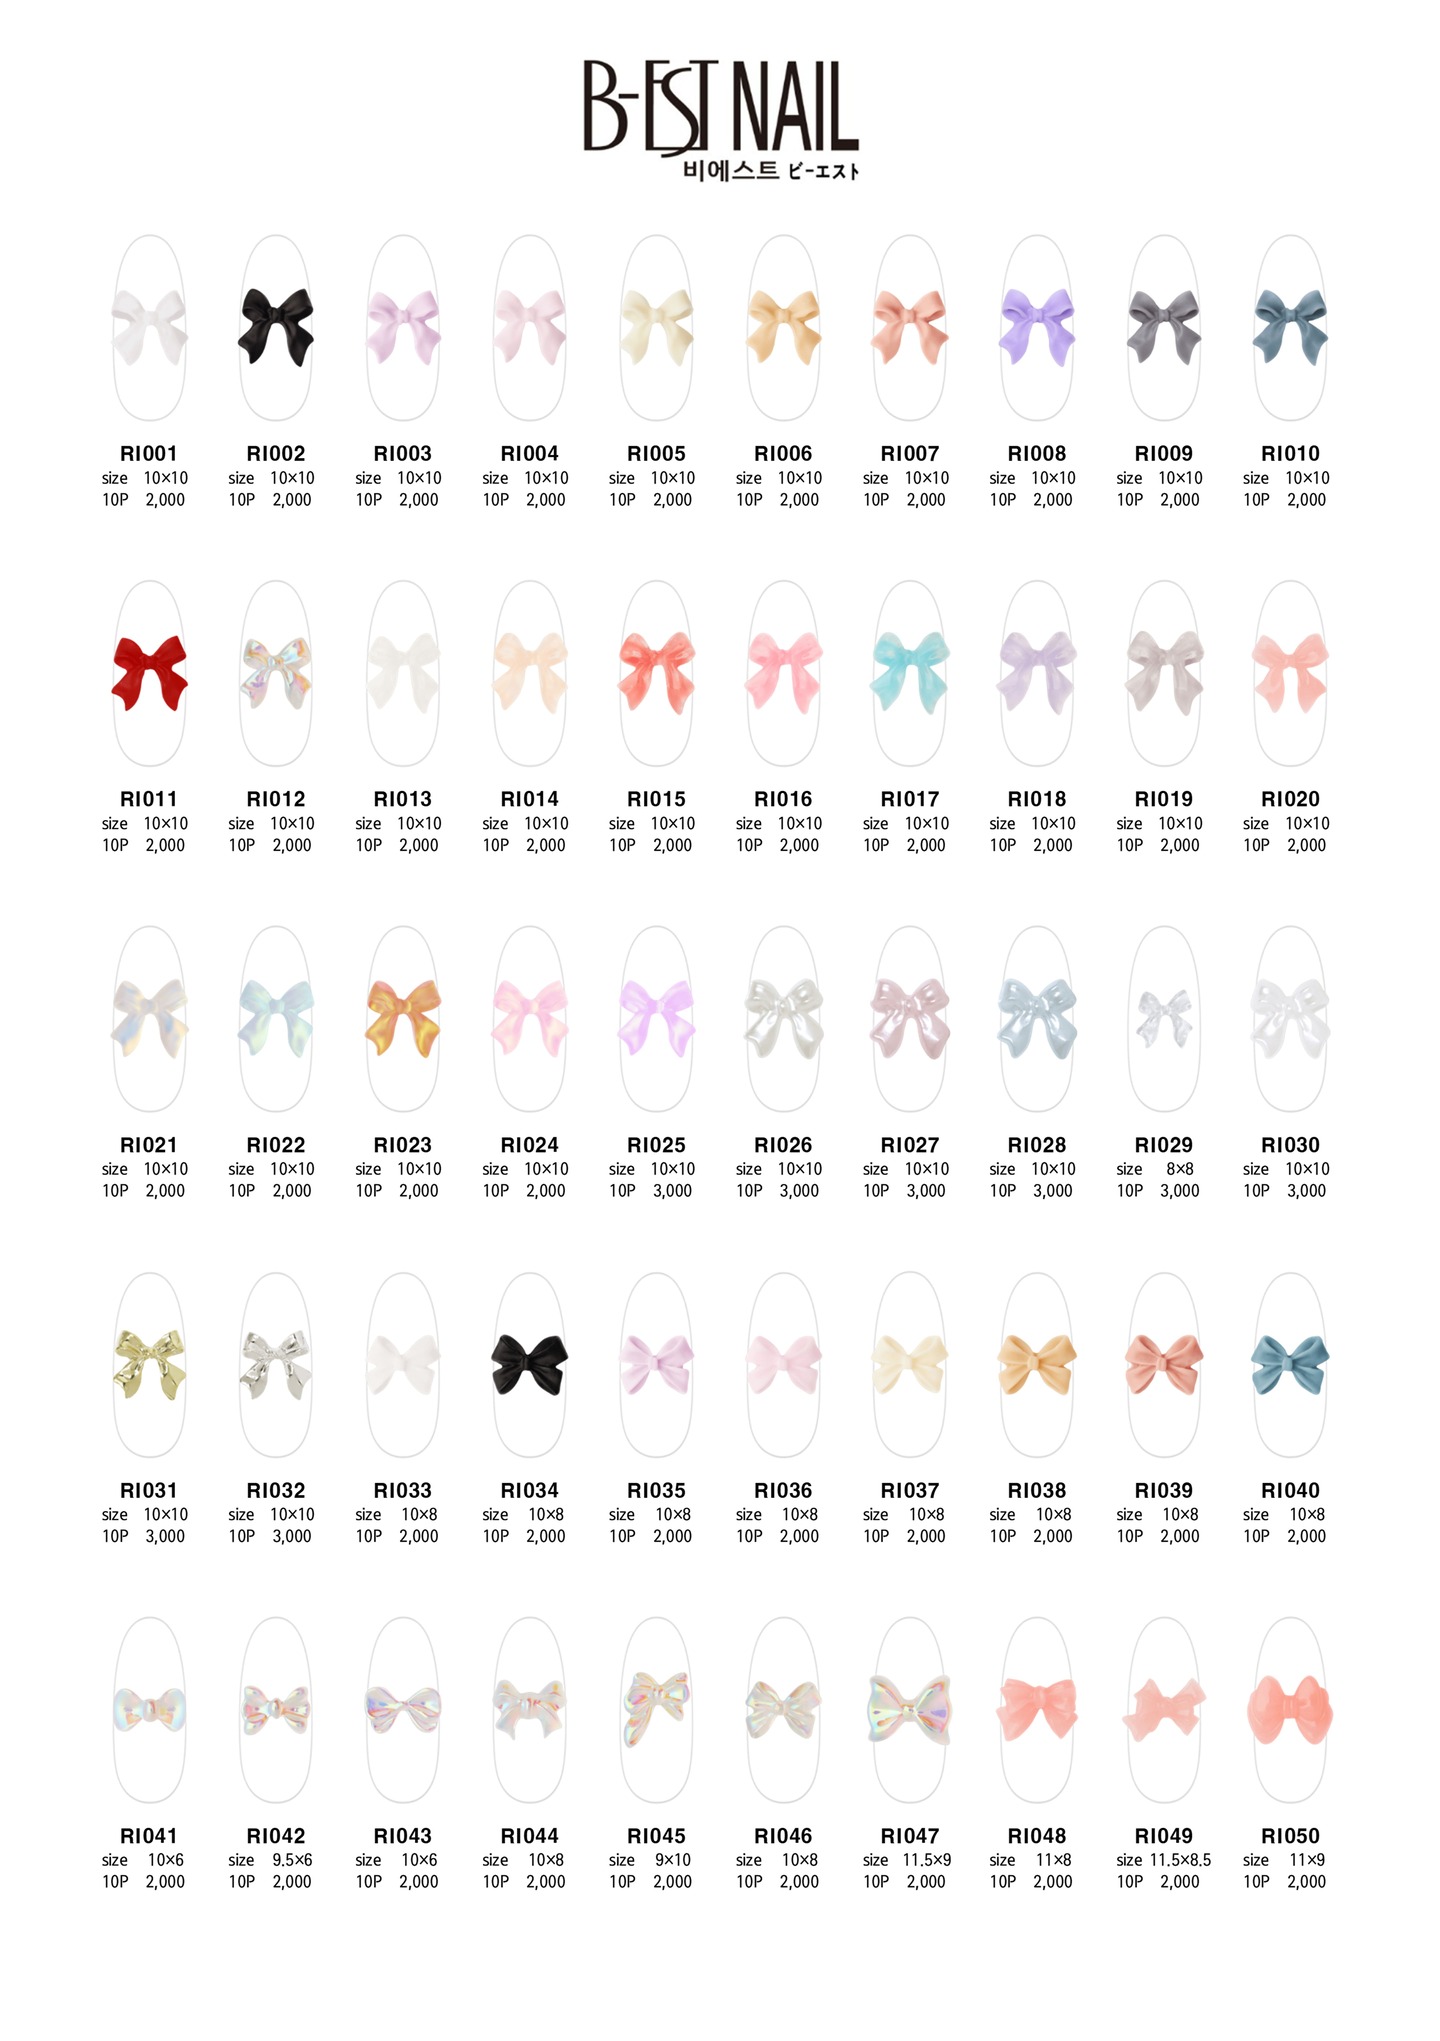 B-EST NAIL
비에스트 ビーエスト
RI001 RI002 RI003 RI004 RI005 RI006 RI007 RI008 RI009 RI010
size 10×10 size 10×10 size 10×10 size 10×10 size 10×10 size 10×10 size 10×10 size 10×10 size 10×10 size 10×10
10P 2,000 10P 2,000 10P 2,000 10P 2,000 10P 2,000 10P 2,000 10P 2,000 10P 2,000 10P 2,000 10P 2,000
RI011 RI012 RI013 RI014 RI015 RI016 RI017 RI018 RI019 RI020
size 10×10 size 10×10 size 10×10 size 10×10 size 10×10 size 10×10 size 10×10 size 10×10 size 10×10 size 10×10
10P 2,000 10P 2,000 10P 2,000 10P 2,000 10P 2,000 10P 2,000 10P 2,000 10P 2,000 10P 2,000 10P 2,000
RI021 RI022 RI023 RI024 RI025 RI026 RI027 RI028 RI029 RI030
size 10×10 size 10×10 size 10×10 size 10×10 size 10×10 size 10×10 size 10×10 size 10×10 size 8×8 size 10×10
10P 2,000 10P 2,000 10P 2,000 10P 2,000 10P 3,000 10P 3,000 10P 3,000 10P 3,000 10P 3,000 10P 3,000
RI031 RI032 RI033 RI034 RI035 RI036 RI037 RI038 RI039 RI040
size 10×10 size 10×10 size 10×8 size 10×8 size 10×8 size 10×8 size 10×8 size 10×8 size 10×8 size 10×8
10P 3,000 10P 3,000 10P 2,000 10P 2,000 10P 2,000 10P 2,000 10P 2,000 10P 2,000 10P 2,000 10P 2,000
RI041 RI042 RI043 RI044 RI045 RI046 RI047 RI048 RI049 RI050
size 10×6 size 9.5×6 size 10×6 size 10×8 size 9×10 size 10×8 size 11.5×9 size 11×8 size 11.5×8.5 size 11×9
10P 2,000 10P 2,000 10P 2,000 10P 2,000 10P 2,000 10P 2,000 10P 2,000 10P 2,000 10P 2,000 10P 2,000